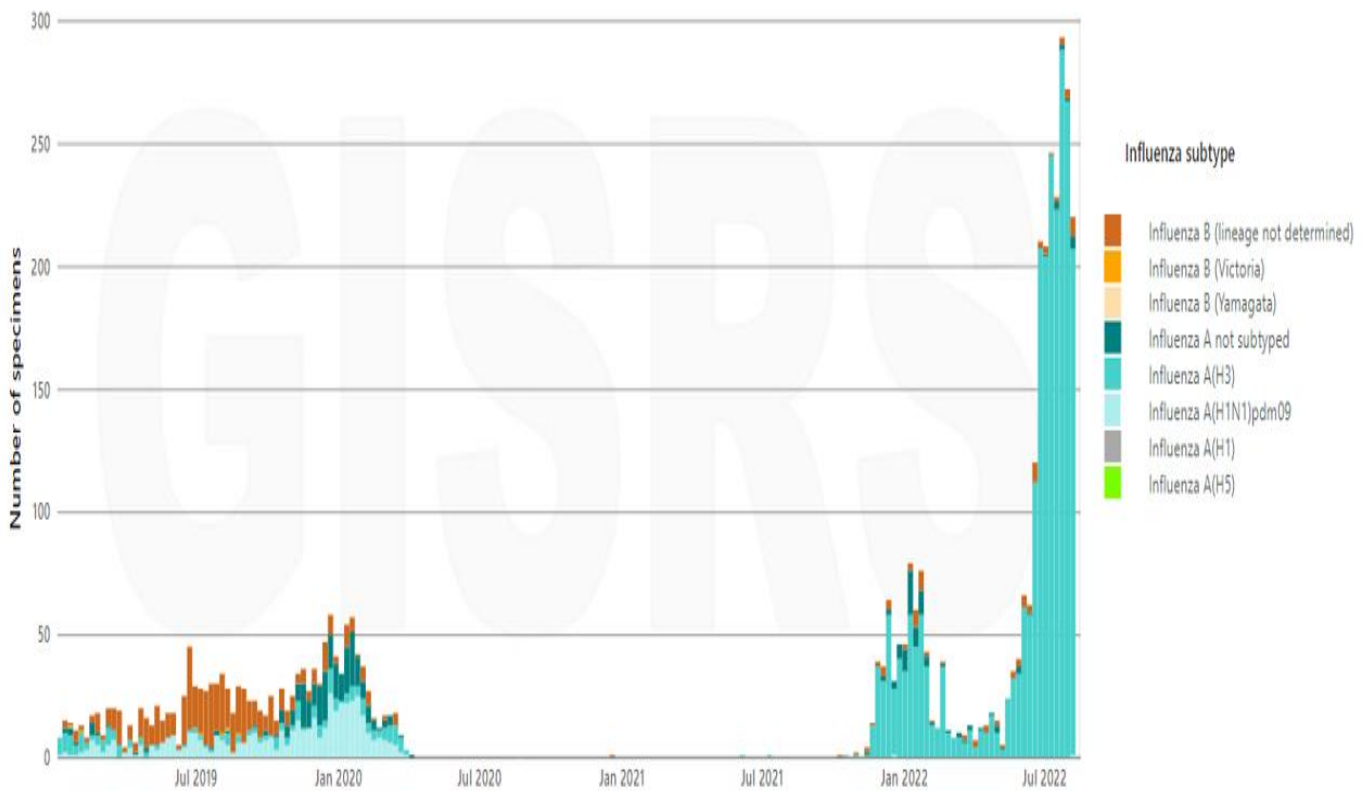 300
250
200
150
100
50
0
Number of specimens
GISRS
Jul 2019
Jan 2020
Jul 2020
Jan 2021
Jul 2021
Jan 2022
Jul 2022
Influenza subtype
Influenza B (lineage not determined)
Influenza B (Victoria)
Influenza B (Yamagata)
Influenza A not subtyped
Influenza A(H3)
Influenza A(H1N1)pdm09
Influenza A(H1)
Influenza A(H5)